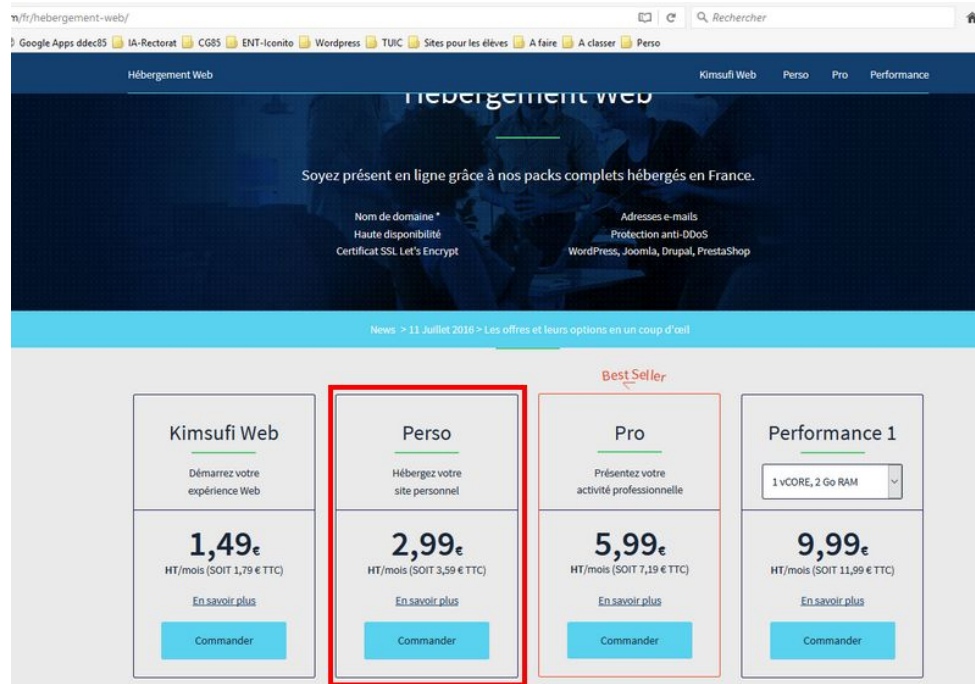 m/fr/hebergement-web/
Rechercher
Google Apps ddec85 IA-Rectorat CG85 ENT-Iconito Wordpress TUIC Sites pour les élèves A faire A classer Perso
Hébergement Web Kimsufi Web Perso Pro Performance
Hébergement Web
Soyez présent en ligne grâce à nos packs complets hébergés en France.
Nom de domaine * Adresses e-mails
Haute disponibilité Protection anti-DDoS
Certificat SSL Let's Encrypt WordPress, Joomla, Drupal, PrestaShop
News > 11 Juillet 2016 > Les offres et leurs options en un coup d'œil
Best Seller
Kimsufi Web Perso Pro Performance 1
Démarrez votre Hébergez votre Présentez votre
expérience Web site personnel activité professionnelle 1 vCORE, 2 Go RAM
1,49€ 2,99€ 5,99€ 9,99€
HT/mois (SOIT 1,79 € TTC) HT/mois (SOIT 3,59 € TTC) HT/mois (SOIT 7,19 € TTC) HT/mois (SOIT 11,99 € TTC)
En savoir plus En savoir plus En savoir plus En savoir plus
Commander Commander Commander Commander